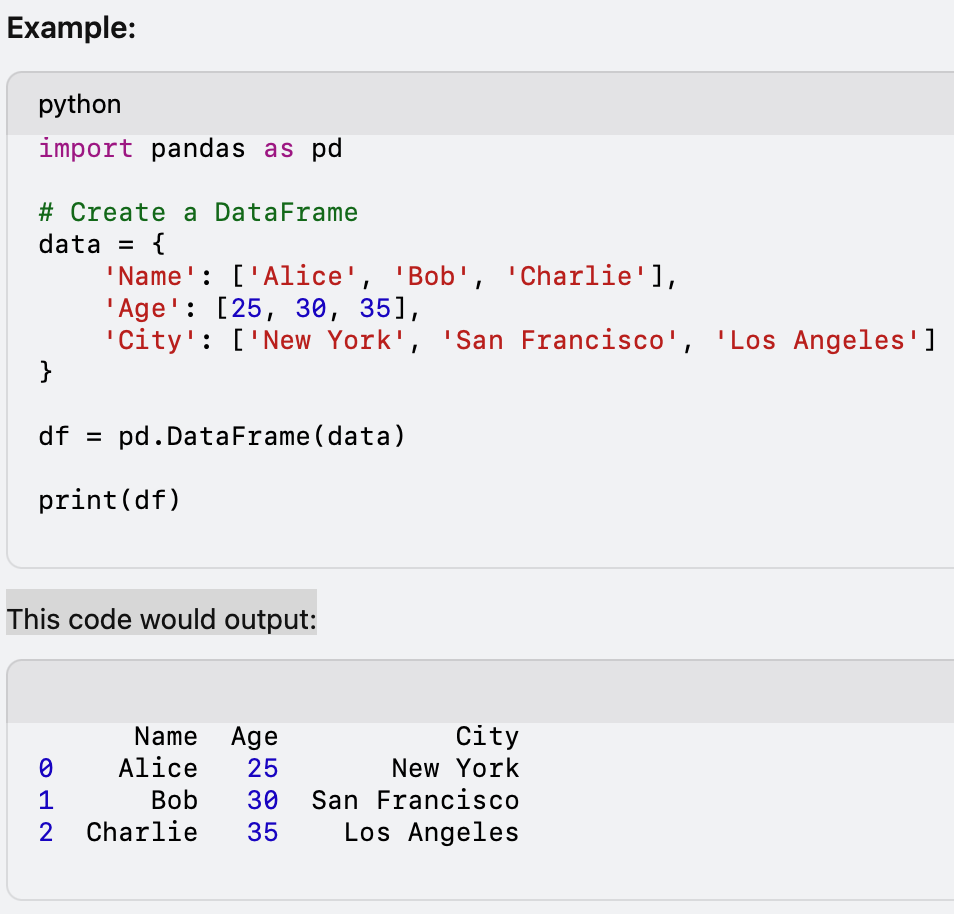 Example:
python
import pandas as pd
# Create a DataFrame
data = {
    'Name': ['Alice', 'Bob', 'Charlie'],
    'Age': [25, 30, 35],
    'City': ['New York', 'San Francisco', 'Los Angeles']
}
df = pd.DataFrame(data)
print(df)
This code would output:
      Name  Age           City
0    Alice   25       New York
1      Bob   30  San Francisco
2  Charlie   35    Los Angeles